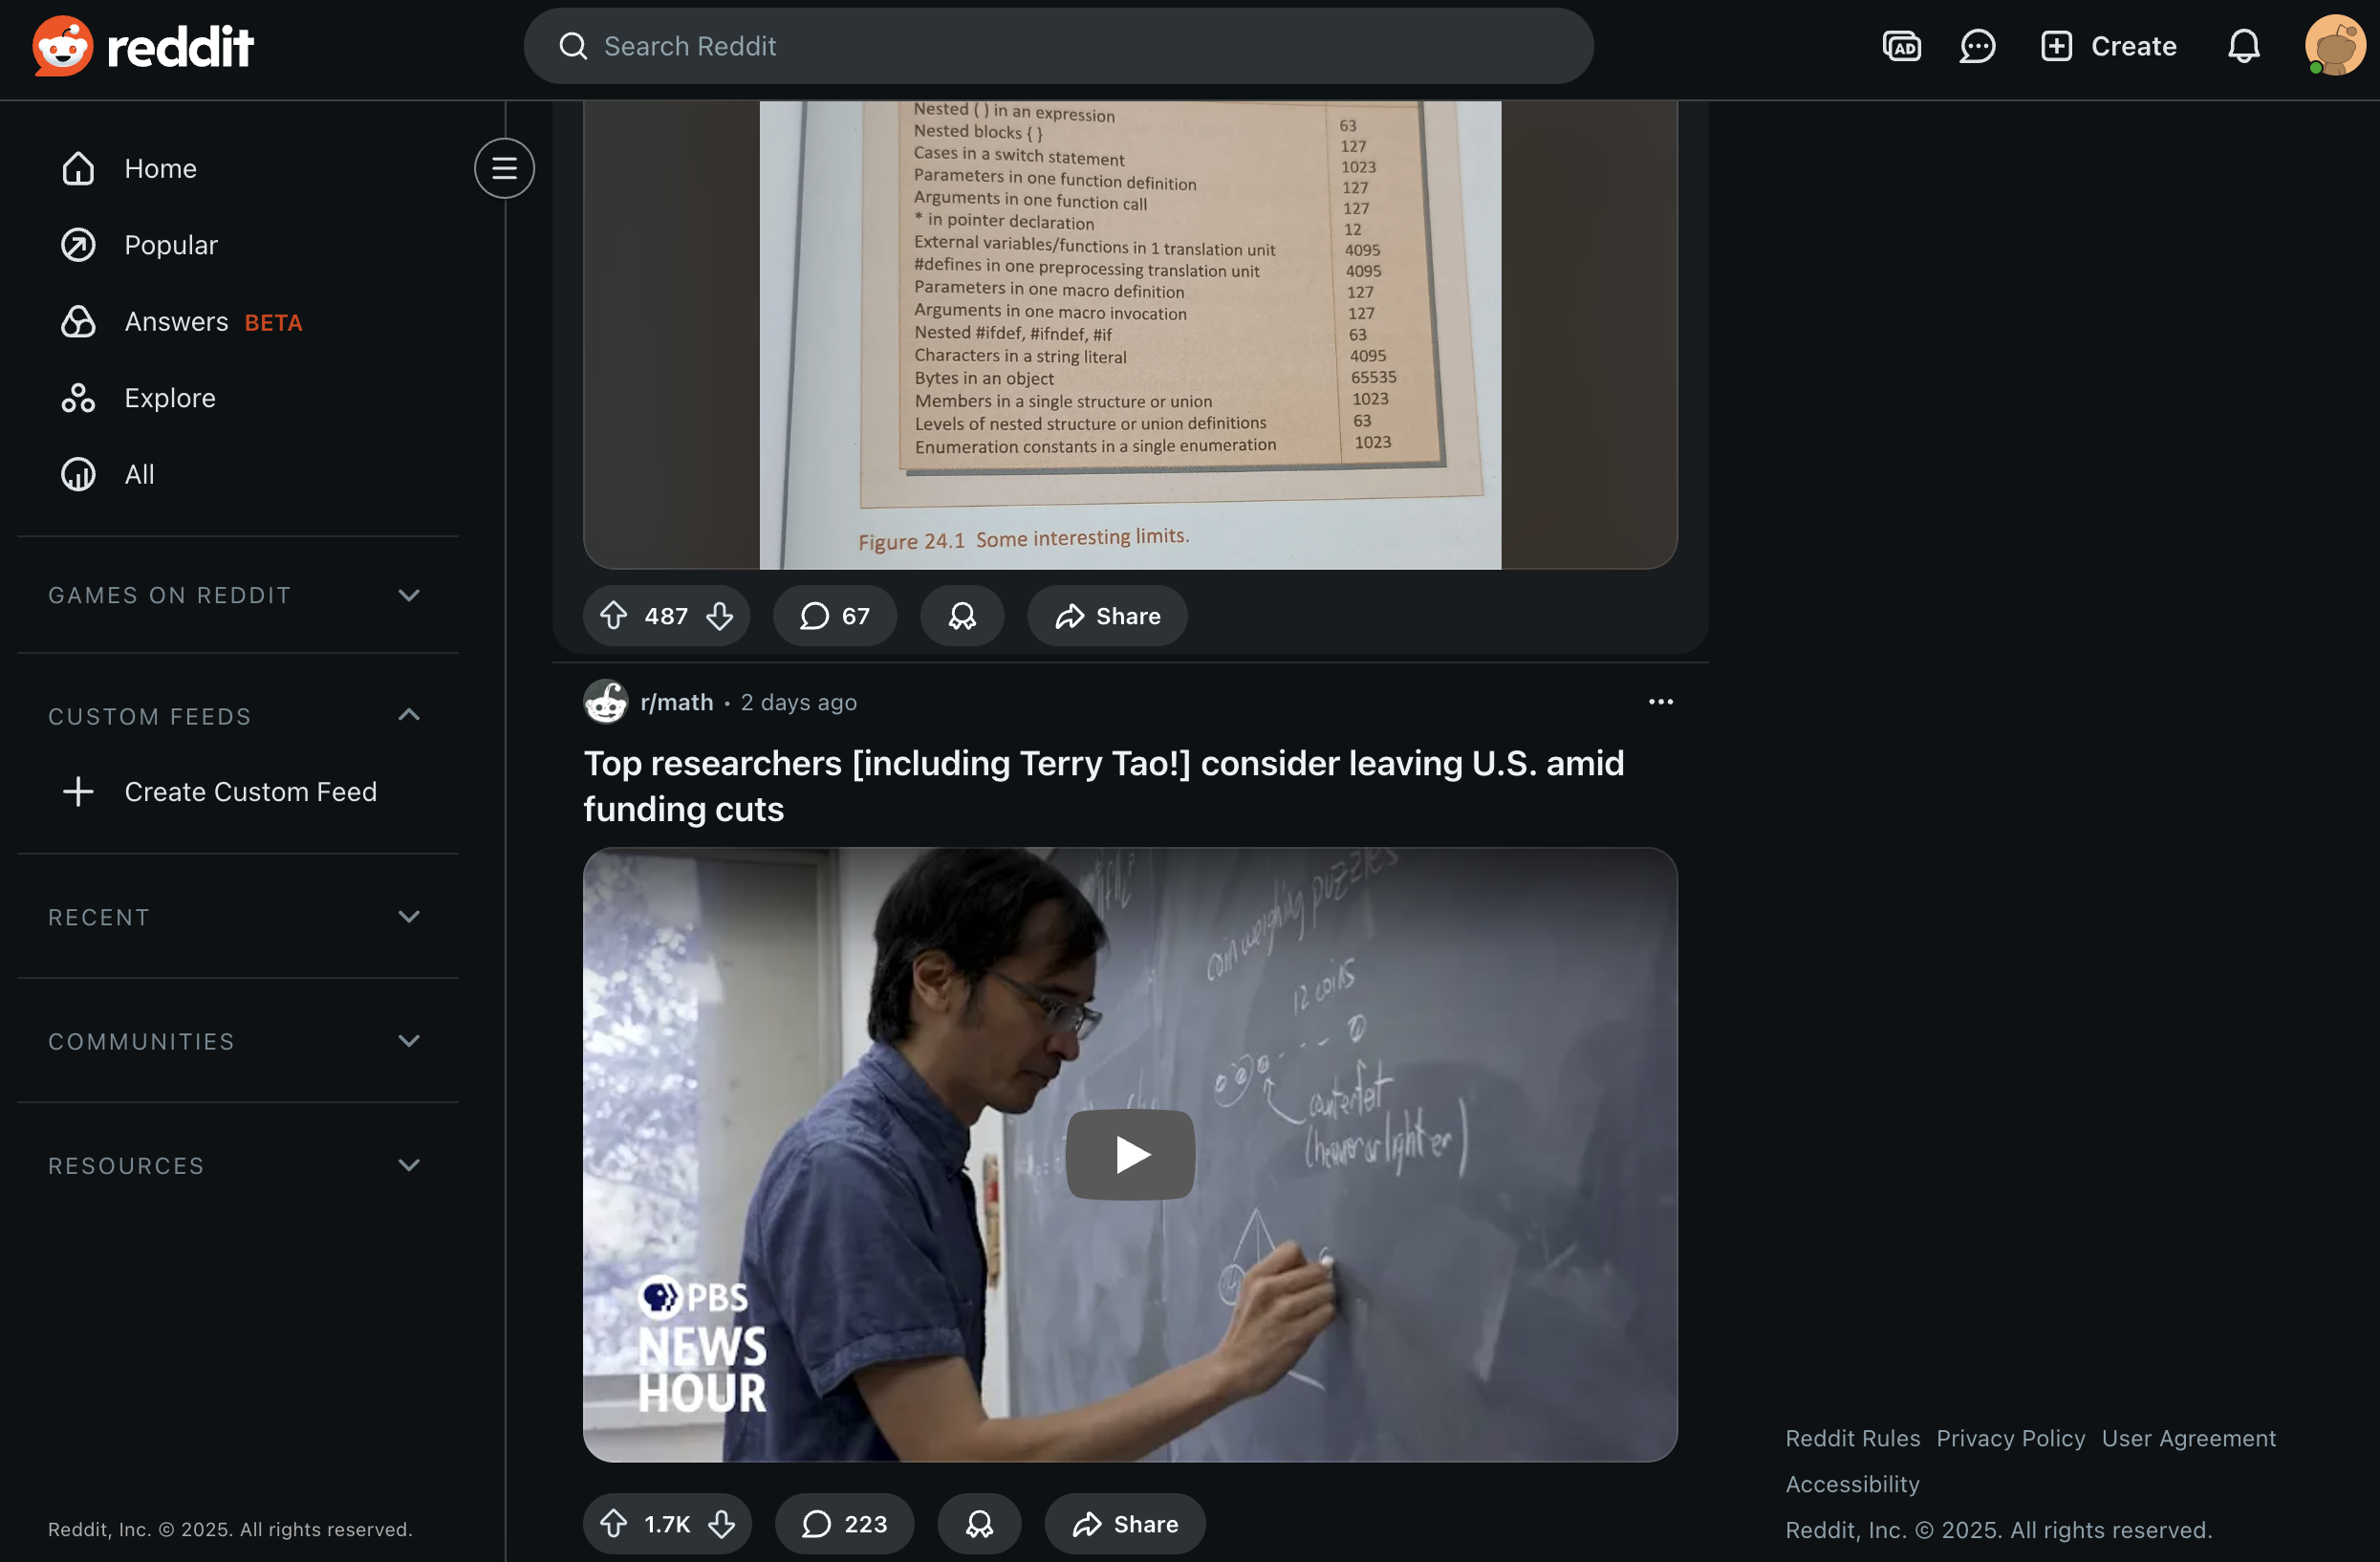 reddit
Search Reddit
AD
Create
Home
Popular
Answers BETA
Explore
All
GAMES ON REDDIT
CUSTOM FEEDS
Create Custom Feed
RECENT
COMMUNITIES
RESOURCES
Reddit, Inc. © 2025. All rights reserved.
Nested ( ) in an expression 63
Nested blocks { } 127
Cases in a switch statement 1023
Parameters in one function definition 127
Arguments in one function call 127
* in pointer declaration 12
External variables/functions in 1 translation unit 4095
#defines in one preprocessing translation unit 4095
Parameters in one macro definition 127
Arguments in one macro invocation 127
Nested #ifdef, #ifndef, #if 63
Characters in a string literal 4095
Bytes in an object 65535
Members in a single structure or union 1023
Levels of nested structure or union definitions 63
Enumeration constants in a single enumeration 1023
Figure 24.1 Some interesting limits.
487 67 Share
r/math • 2 days ago
Top researchers [including Terry Tao!] consider leaving U.S. amid
funding cuts
coin weighing puzzles
12 coins
counterfeit
(heavier or lighter)
PBS
NEWS
HOUR
1.7K 223 Share
Reddit Rules Privacy Policy User Agreement
Accessibility
Reddit, Inc. © 2025. All rights reserved.